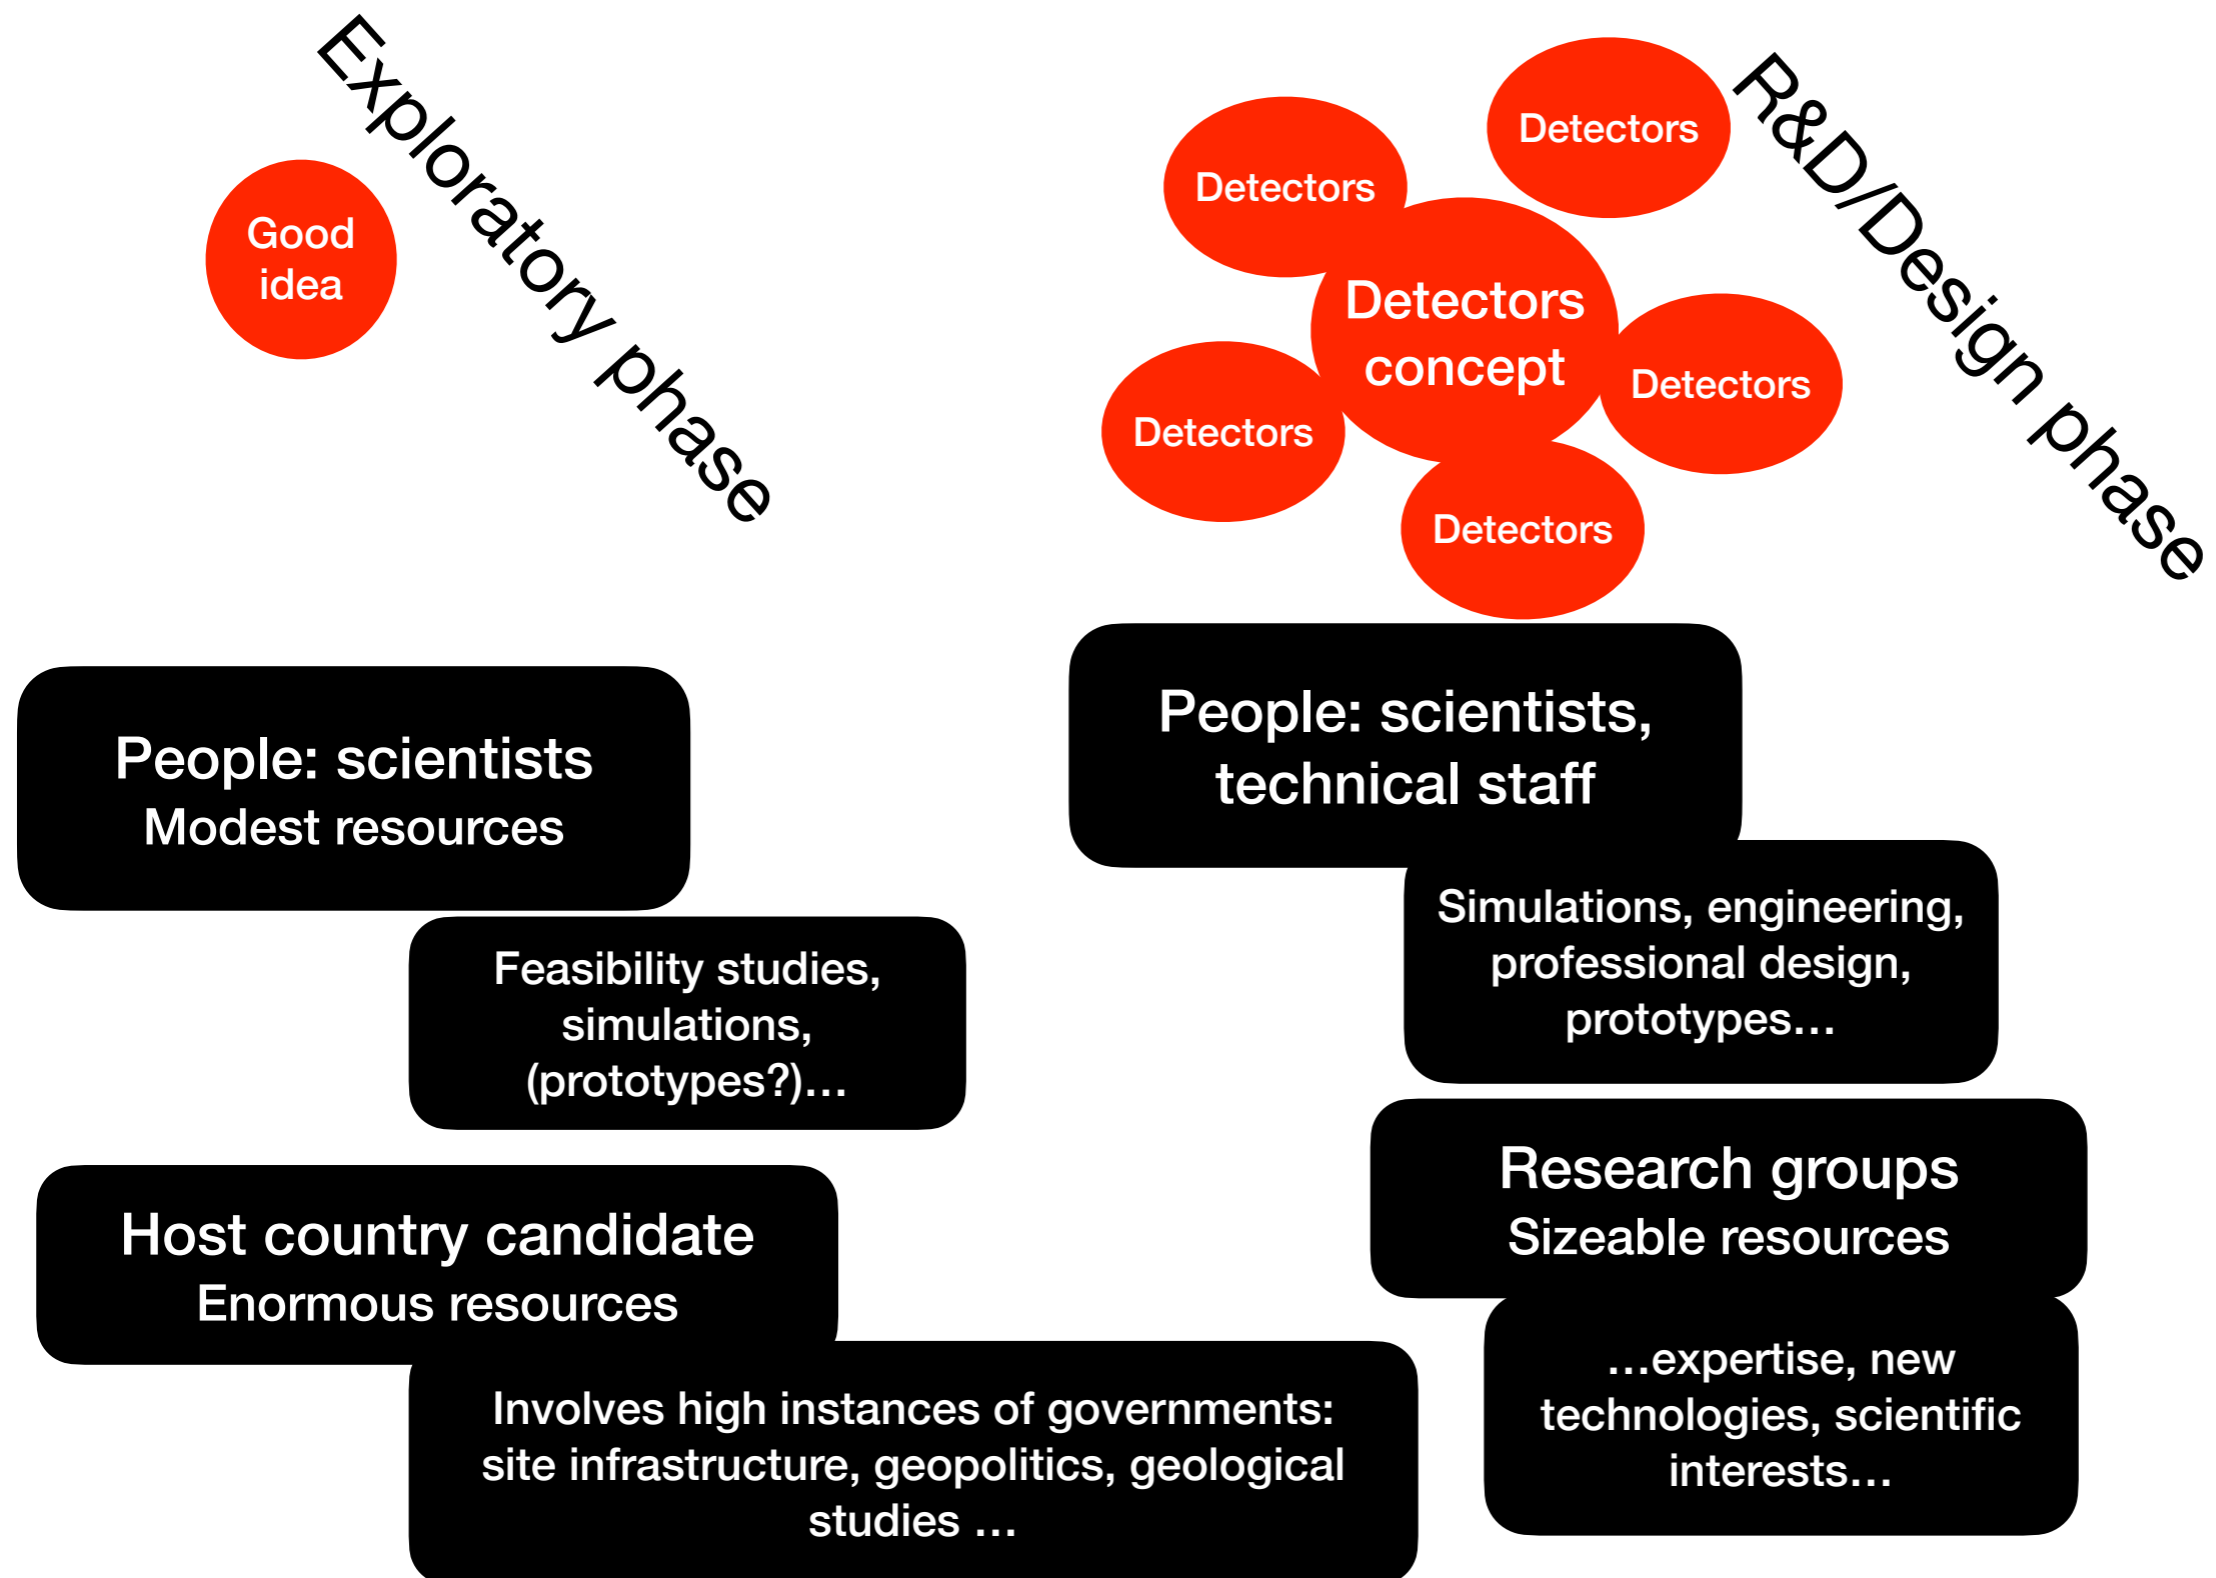 Exploratory phase
Good
idea
People: scientists
Modest resources
Feasibility studies,
simulations,
(prototypes?)…
Host country candidate
Enormous resources
Involves high instances of governments:
site infrastructure, geopolitics, geological
studies …
R&D/Design phase
Detectors
Detectors
Detectors
concept
Detectors
Detectors
Detectors
People: scientists,
technical staff
Simulations, engineering,
professional design,
prototypes…
Research groups
Sizeable resources
…expertise, new
technologies, scientific
interests…